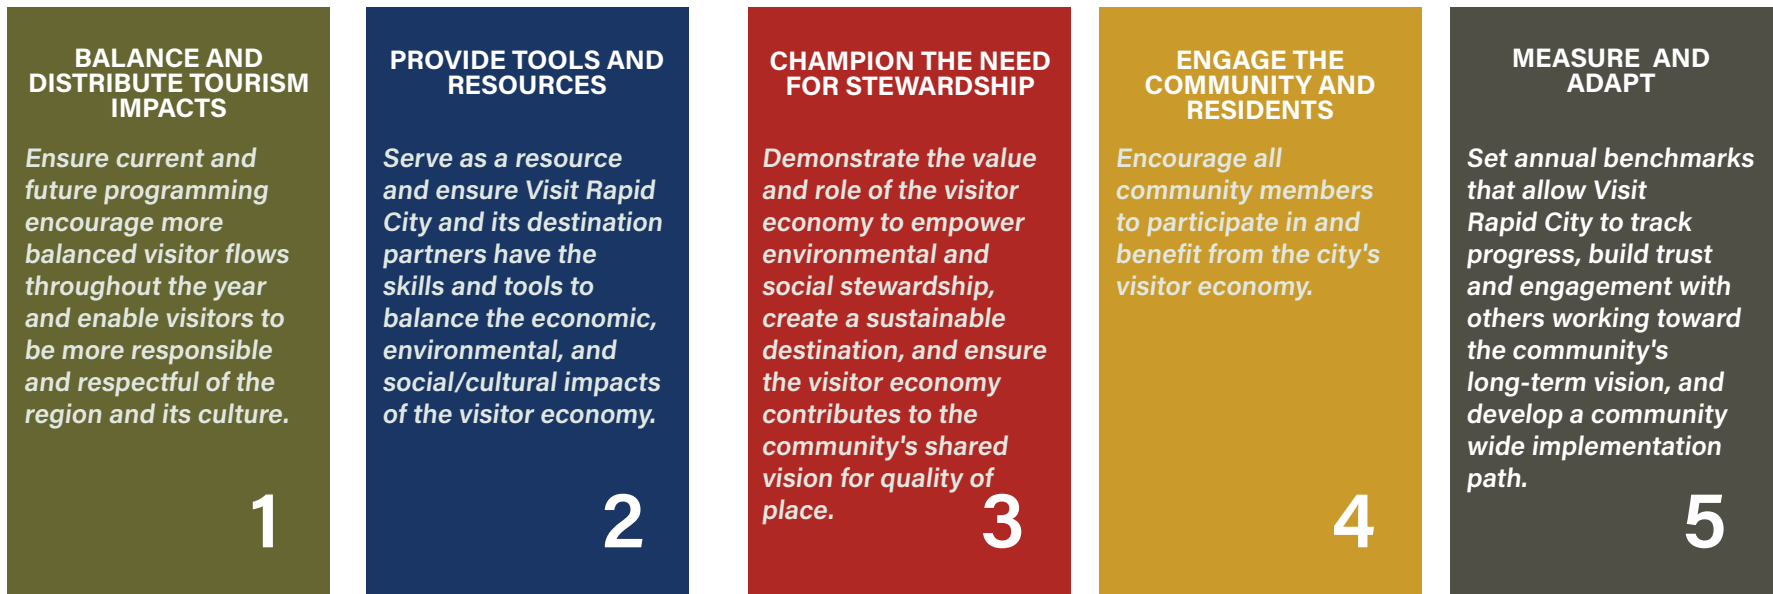 BALANCE AND
DISTRIBUTE TOURISM
IMPACTS
Ensure current and
future programming
encourage more
balanced visitor flows
throughout the year
and enable visitors to
be more responsible
and respectful of the
region and its culture.
1
PROVIDE TOOLS AND
RESOURCES
Serve as a resource
and ensure Visit Rapid
City and its destination
partners have the
skills and tools to
balance the economic,
environmental, and
social/cultural impacts
of the visitor economy.
2
CHAMPION THE NEED
FOR STEWARDSHIP
Demonstrate the value
and role of the visitor
economy to empower
environmental and
social stewardship,
create a sustainable
destination, and ensure
the visitor economy
contributes to the
community's shared
vision for quality of
place.
3
ENGAGE THE
COMMUNITY AND
RESIDENTS
Encourage all
community members
to participate in and
benefit from the city's
visitor economy.
4
MEASURE AND
ADAPT
Set annual benchmarks
that allow Visit
Rapid City to track
progress, build trust
and engagement with
others working toward
the community's
long-term vision, and
develop a community
wide implementation
path.
5